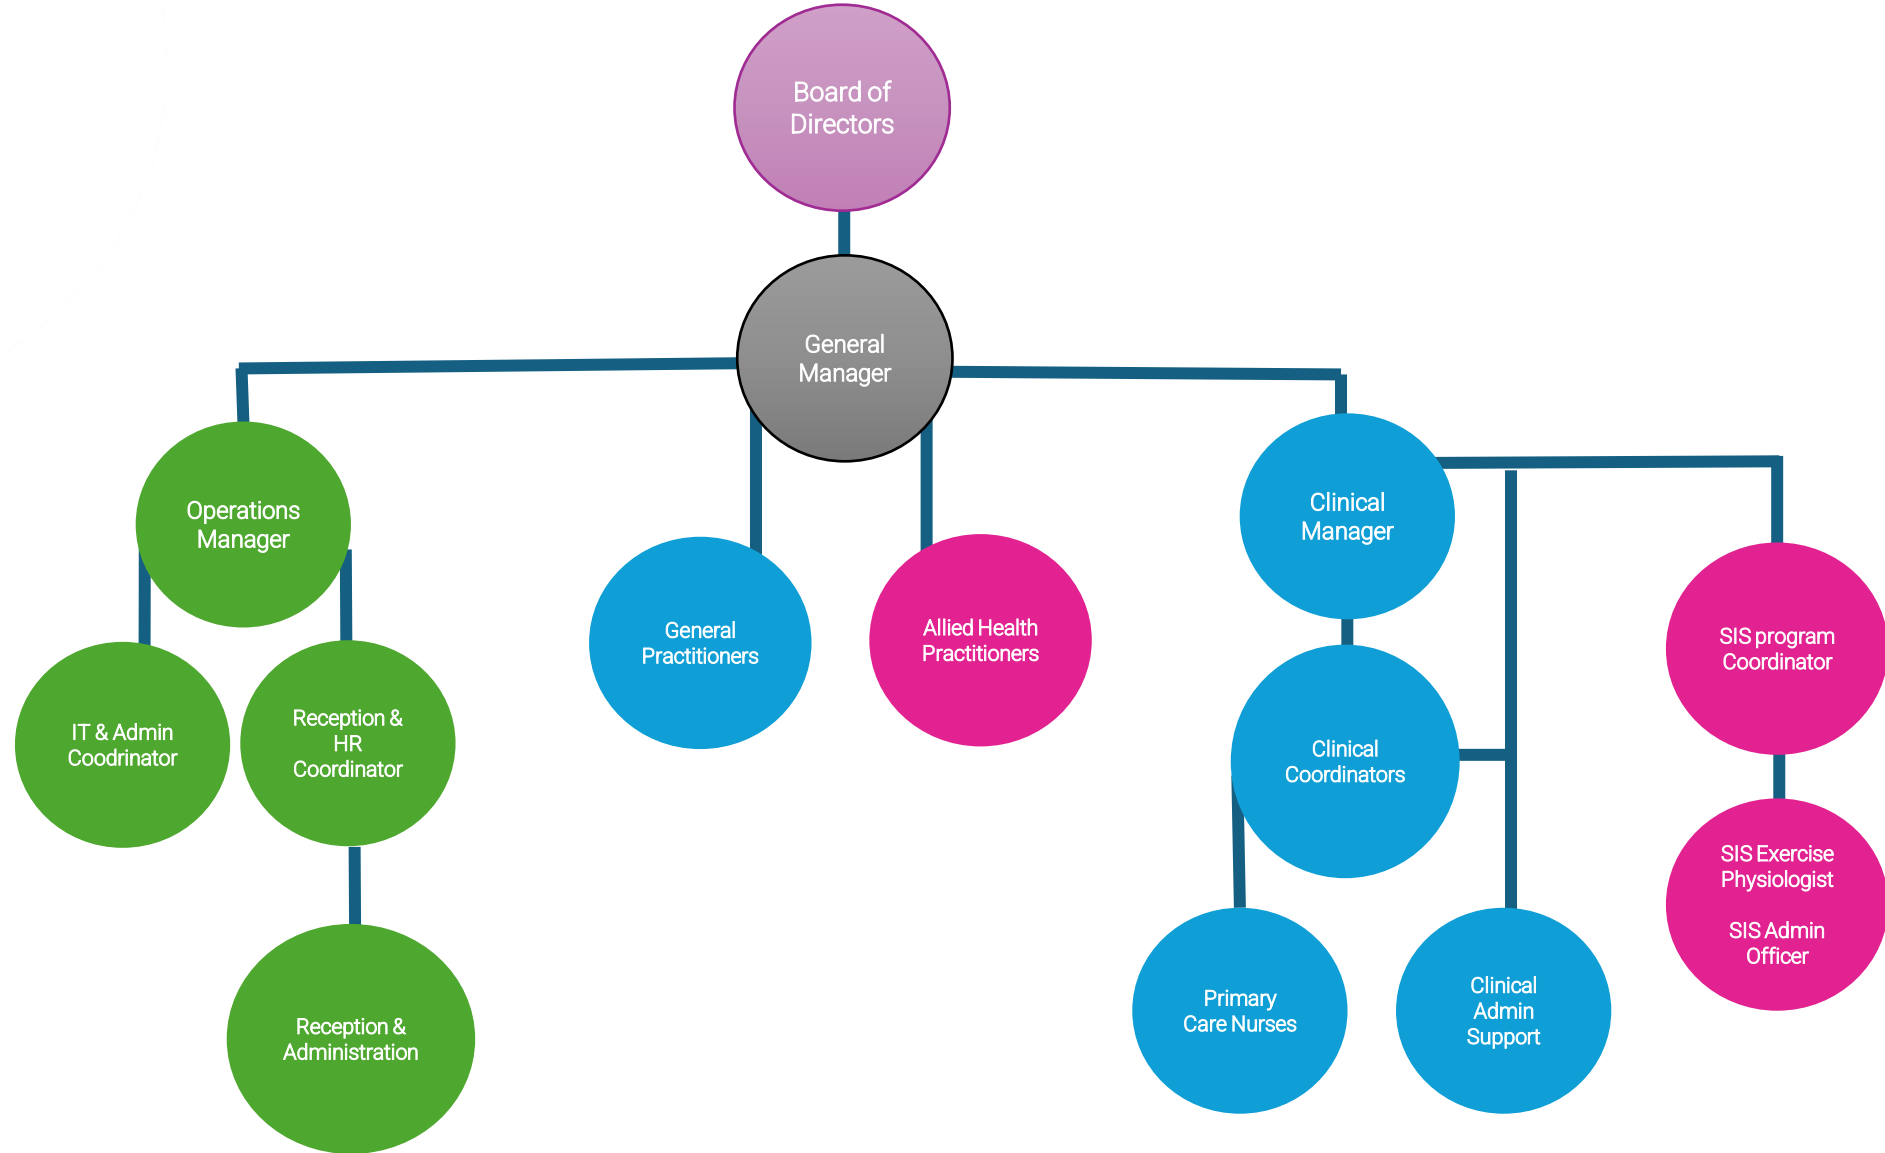 Board of
Directors
General
Manager
Operations
Manager
Clinical
Manager
General
Practitioners
Allied Health
Practitioners
SIS program
Coordinator
IT & Admin
Coodrinator
Reception &
HR
Coordinator
Clinical
Coordinators
SIS Exercise
Physiologist
SIS Admin
Officer
Reception &
Administration
Primary
Care Nurses
Clinical
Admin
Support